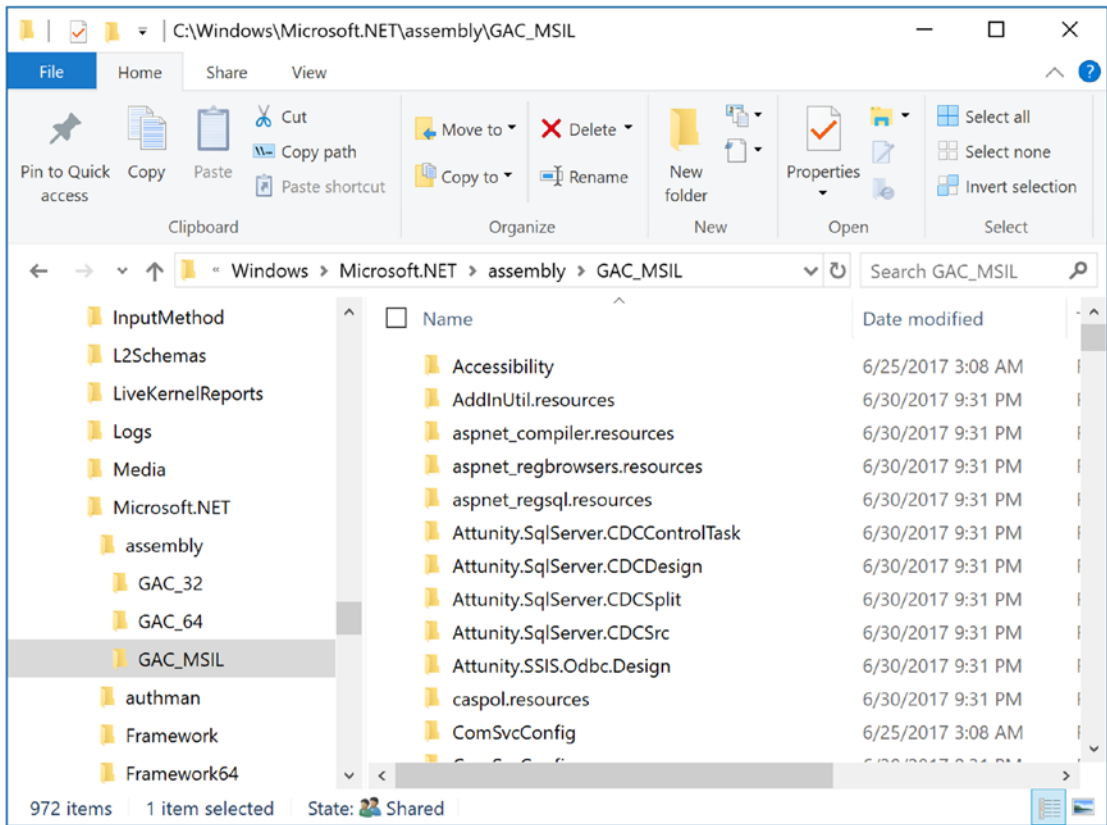 C:\Windows\Microsoft.NET\assembly\GAC_MSIL
File Home Share View
Pin to Quick access
Copy
Paste
Cut
Copy path
Paste shortcut
Clipboard
Move to
Copy to
Delete
Rename
Organize
New folder
New
Properties
Open
Select all
Select none
Invert selection
Select
« Windows > Microsoft.NET > assembly > GAC_MSIL
Search GAC_MSIL
InputMethod
L2Schemas
LiveKernelReports
Logs
Media
Microsoft.NET
assembly
GAC_32
GAC_64
GAC_MSIL
authman
Framework
Framework64
Name Date modified
Accessibility 6/25/2017 3:08 AM
AddInUtil.resources 6/30/2017 9:31 PM
aspnet_compiler.resources 6/30/2017 9:31 PM
aspnet_regbrowsers.resources 6/30/2017 9:31 PM
aspnet_regsql.resources 6/30/2017 9:31 PM
Attunity.SqlServer.CDCControlTask 6/30/2017 9:31 PM
Attunity.SqlServer.CDCDesign 6/30/2017 9:31 PM
Attunity.SqlServer.CDCSplit 6/30/2017 9:31 PM
Attunity.SqlServer.CDCSrc 6/30/2017 9:31 PM
Attunity.SSIS.Odbc.Design 6/30/2017 9:31 PM
caspol.resources 6/30/2017 9:31 PM
ComSvcConfig 6/25/2017 3:08 AM
972 items 1 item selected State: Shared